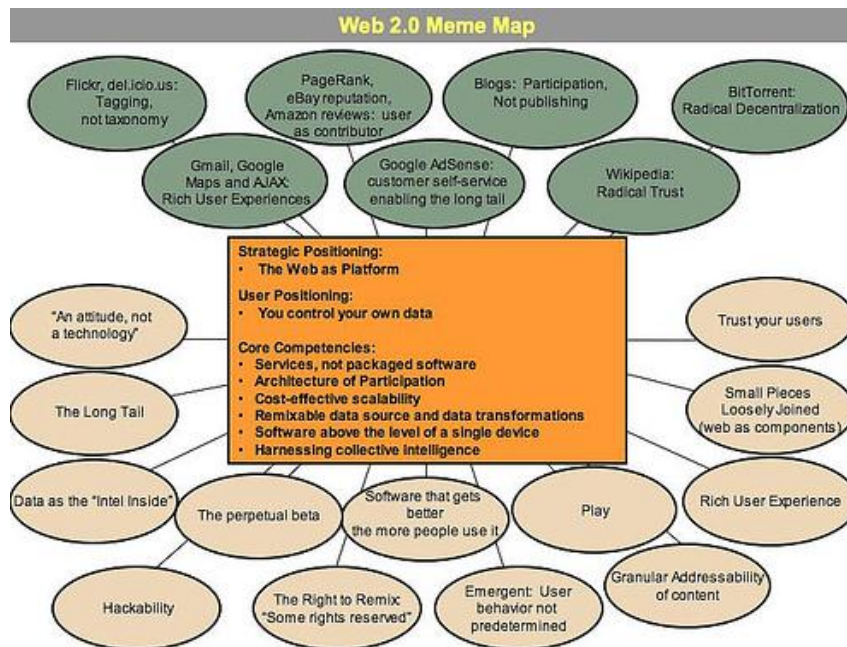 Web 2.0 Meme Map
Flickr, del.icio.us:
Tagging,
not taxonomy
PageRank,
eBay reputation,
Amazon reviews: user
as contributor
Blogs: Participation,
Not publishing
BitTorrent:
Radical Decentralization
Gmail, Google
Maps and AJAX:
Rich User Experiences
Google AdSense:
customer self-service
enabling the long tail
Wikipedia:
Radical Trust
Strategic Positioning:
• The Web as Platform
User Positioning:
• You control your own data
Core Competencies:
• Services, not packaged software
• Architecture of Participation
• Cost-effective scalability
• Remixable data source and data transformations
• Software above the level of a single device
• Harnessing collective intelligence
"An attitude, not
a technology"
Trust your users
The Long Tail
Small Pieces
Loosely Joined
(web as components)
Data as the "Intel Inside"
The perpetual beta
Software that gets
better
the more people use it
Play
Rich User Experience
Hackability
The Right to Remix:
"Some rights reserved"
Emergent: User
behavior not
predetermined
Granular Addressability
of content